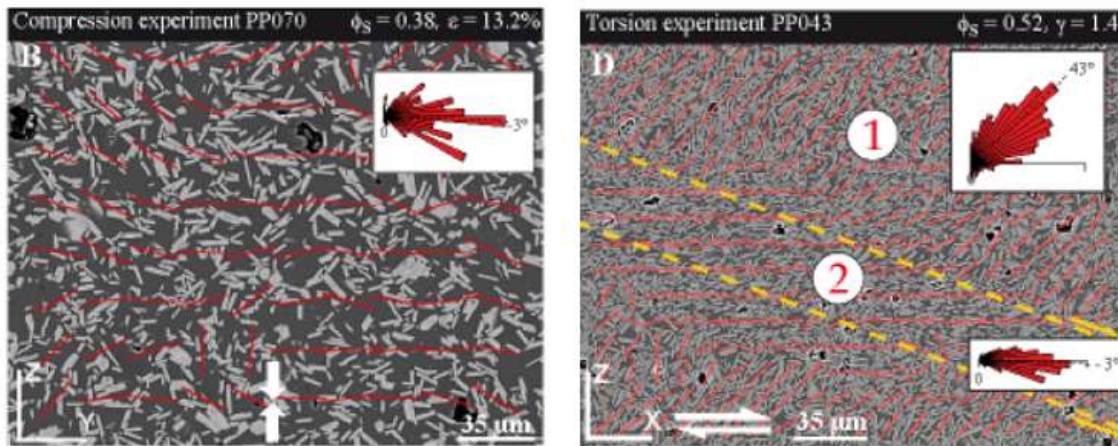 Compression experiment PP070 ϕS = 0.38, ε = 13.2%
B
0
-3°
Z
Y
35 µm
Torsion experiment PP043 ϕS = 0.52, γ = 1.4
D
43°
1
2
0
-3°
Z
X
35 µm